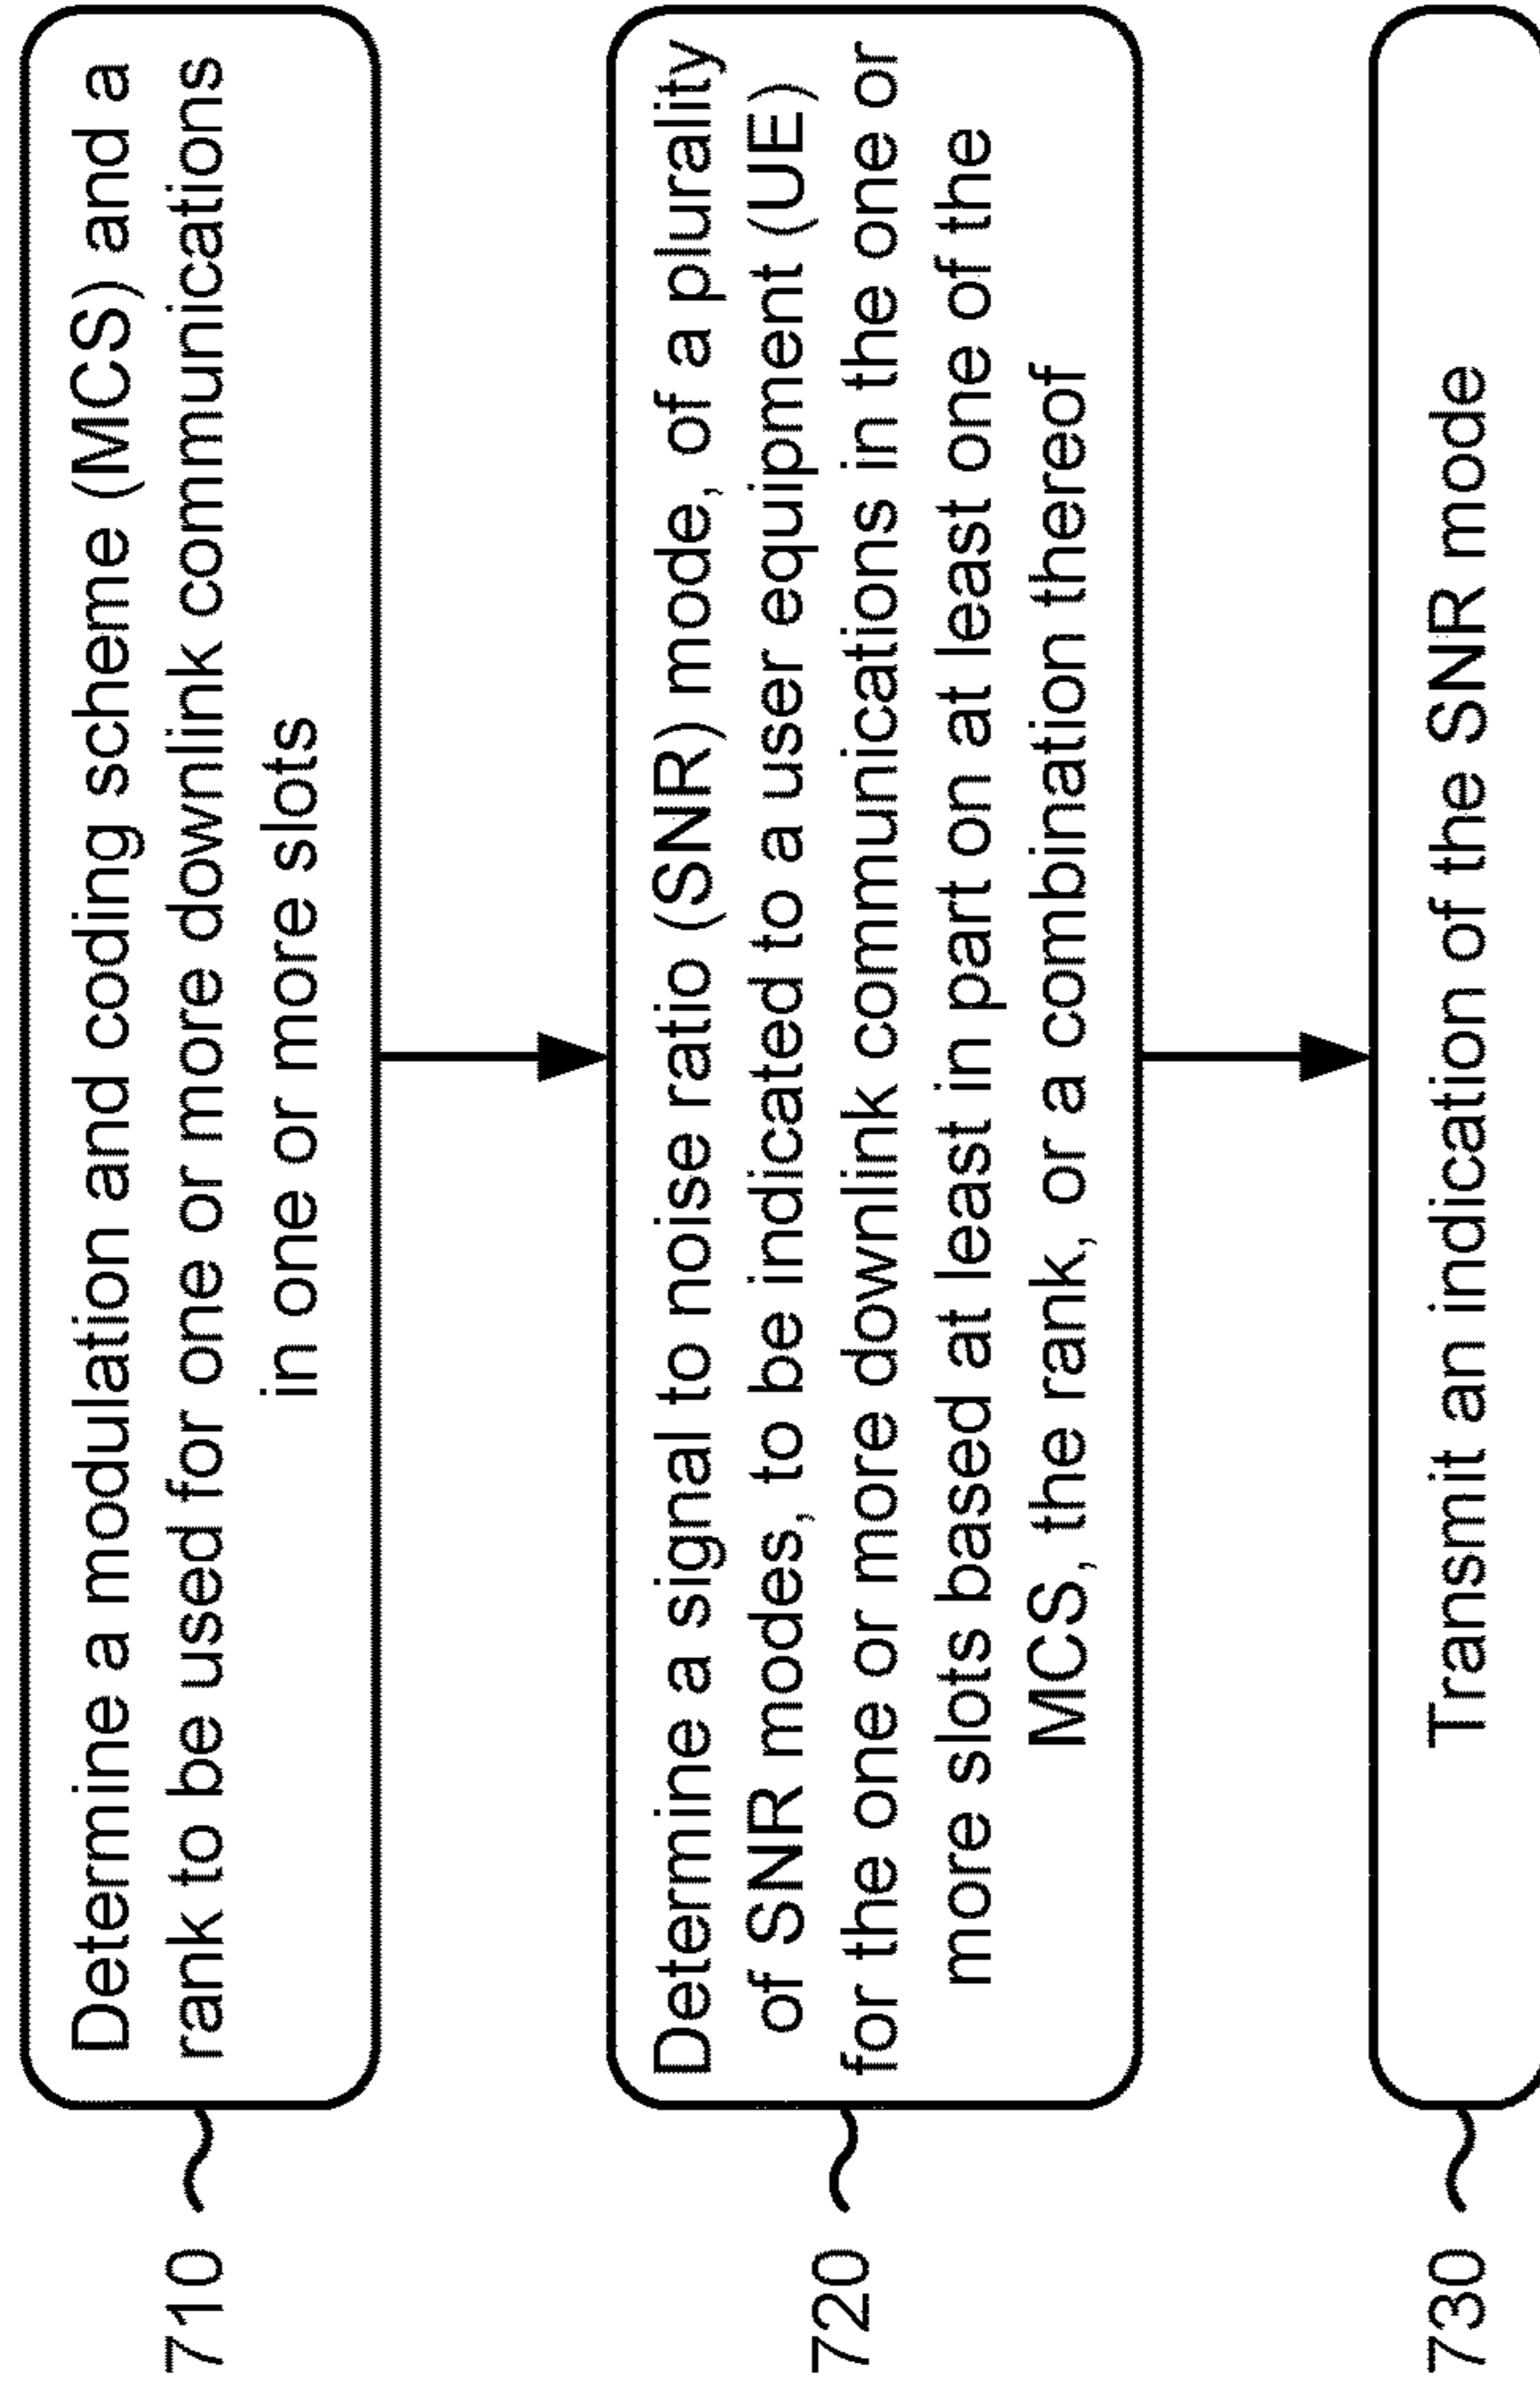 710
Determine a modulation and coding scheme (MCS) and a
rank to be used for one or more downlink communications
in one or more slots
720
Determine a signal to noise ratio (SNR) mode, of a plurality
of SNR modes, to be indicated to a user equipment (UE)
for the one or more downlink communications in the one or
more slots based at least in part on at least one of the
MCS, the rank, or a combination thereof
730
Transmit an indication of the SNR mode